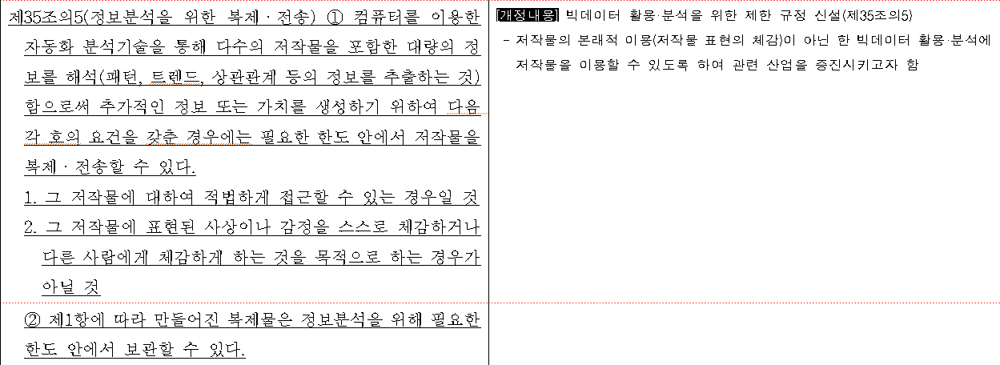 제35조의5(정보분석을 위한 복제ㆍ전송) ① 컴퓨터를 이용한
자동화 분석기술을 통해 다수의 저작물을 포함한 대량의 정
보를 해석(패턴, 트렌드, 상관관계 등의 정보를 추출하는 것)
함으로써 추가적인 정보 또는 가치를 생성하기 위하여 다음
각 호의 요건을 갖춘 경우에는 필요한 한도 안에서 저작물을
복제ㆍ전송할 수 있다.
1. 그 저작물에 대하여 적법하게 접근할 수 있는 경우일 것
2. 그 저작물에 표현된 사상이나 감정을 스스로 체감하거나
다른 사람에게 체감하게 하는 것을 목적으로 하는 경우가
아닐 것
② 제1항에 따라 만들어진 복제물은 정보분석을 위해 필요한
한도 안에서 보관할 수 있다.
[개정내용] 빅데이터 활용·분석을 위한 제한 규정 신설(제35조의5)
- 저작물의 본래적 이용(저작물 표현의 체감)이 아닌 한 빅데이터 활용·분석에
저작물을 이용할 수 있도록 하여 관련 산업을 증진시키고자 함